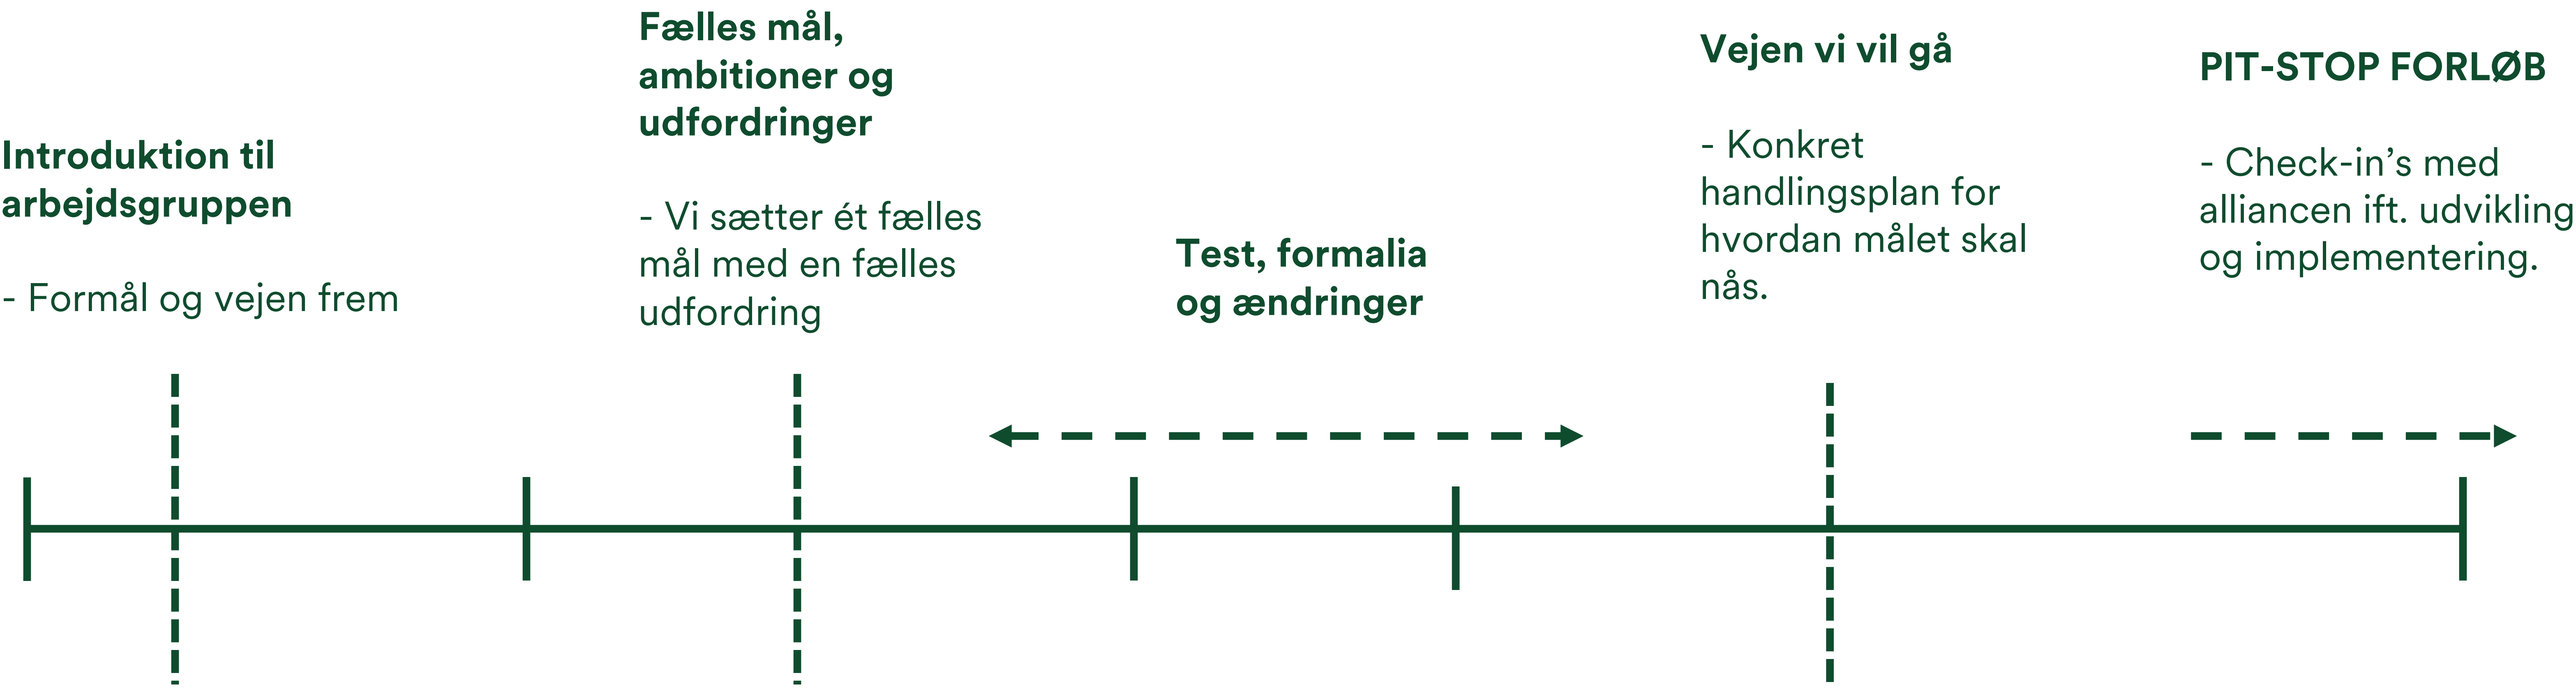 Introduktion til
arbejdsgruppen
- Formål og vejen frem
Fælles mål,
ambitioner og
udfordringer
- Vi sætter ét fælles
mål med en fælles
udfordring
Test, formalia
og ændringer
Vejen vi vil gå
- Konkret
handlingsplan for
hvordan målet skal
nås.
PIT-STOP FORLØB
- Check-in’s med
alliancen ift. udvikling
og implementering.